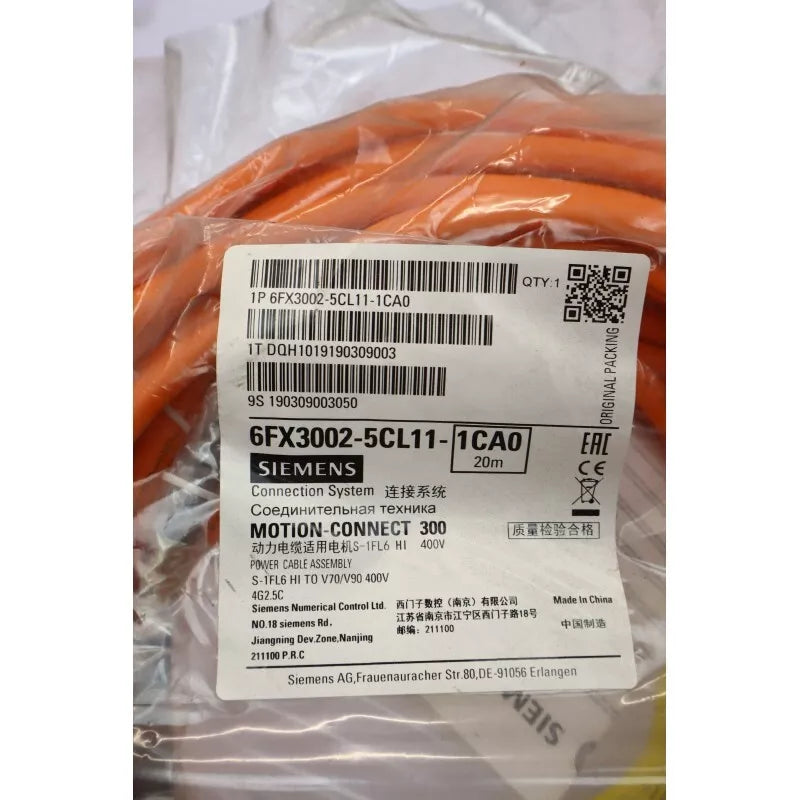 QTY:1
1P 6FX3002-5CL11-1CA0
1T DQH1019190309003
9S 190309003050
ORIGINAL PACKING
6FX3002-5CL11-1CA0
20m
EAC
SIEMENS
CE
Connection System 连接系统
Соединительная техника
MOTION-CONNECT 300
质量检验合格
动力电缆适用电机S-1FL6 HI 400V
POWER CABLE ASSEMBLY
S-1FL6 HI TO V70/V90 400V
4G2.5C
Siemens Numerical Control Ltd.
NO.18 siemens Rd,
Jiangning Dev.Zone,Nanjing
211100 P.R.C
西门子数控（南京）有限公司
江苏省南京市江宁区西门子路18号
邮编：211100
Made In China
中国制造
Siemens AG,Frauenauracher Str.80,DE-91056 Erlangen
SIEM